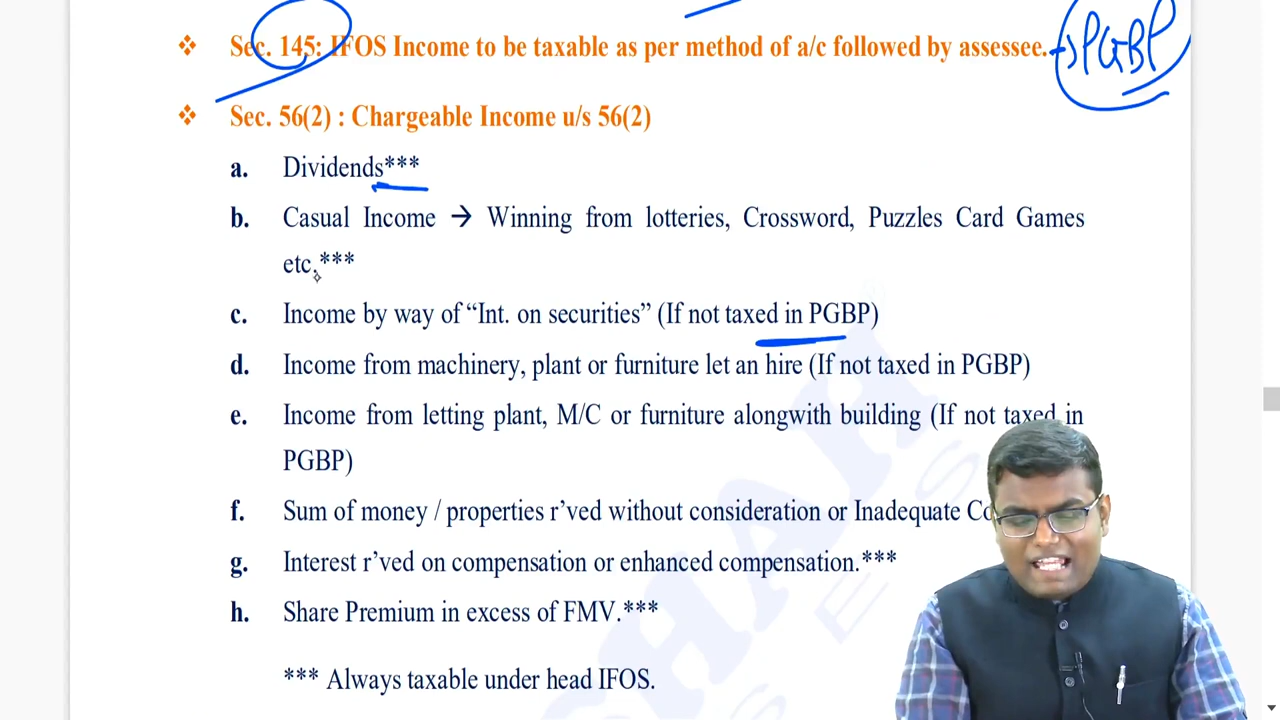 ❖ Sec. 145: IFOS Income to be taxable as per method of a/c followed by assessee. → PGBP
❖ Sec. 56(2) : Chargeable Income u/s 56(2)
a. Dividends***
b. Casual Income → Winning from lotteries, Crossword, Puzzles Card Games
etc.***
c. Income by way of “Int. on securities” (If not taxed in PGBP)
d. Income from machinery, plant or furniture let an hire (If not taxed in PGBP)
e. Income from letting plant, M/C or furniture alongwith building (If not taxed in
PGBP)
f. Sum of money / properties r’ved without consideration or Inadequate
g. Interest r’ved on compensation or enhanced compensation.***
h. Share Premium in excess of FMV.***
*** Always taxable under head IFOS.